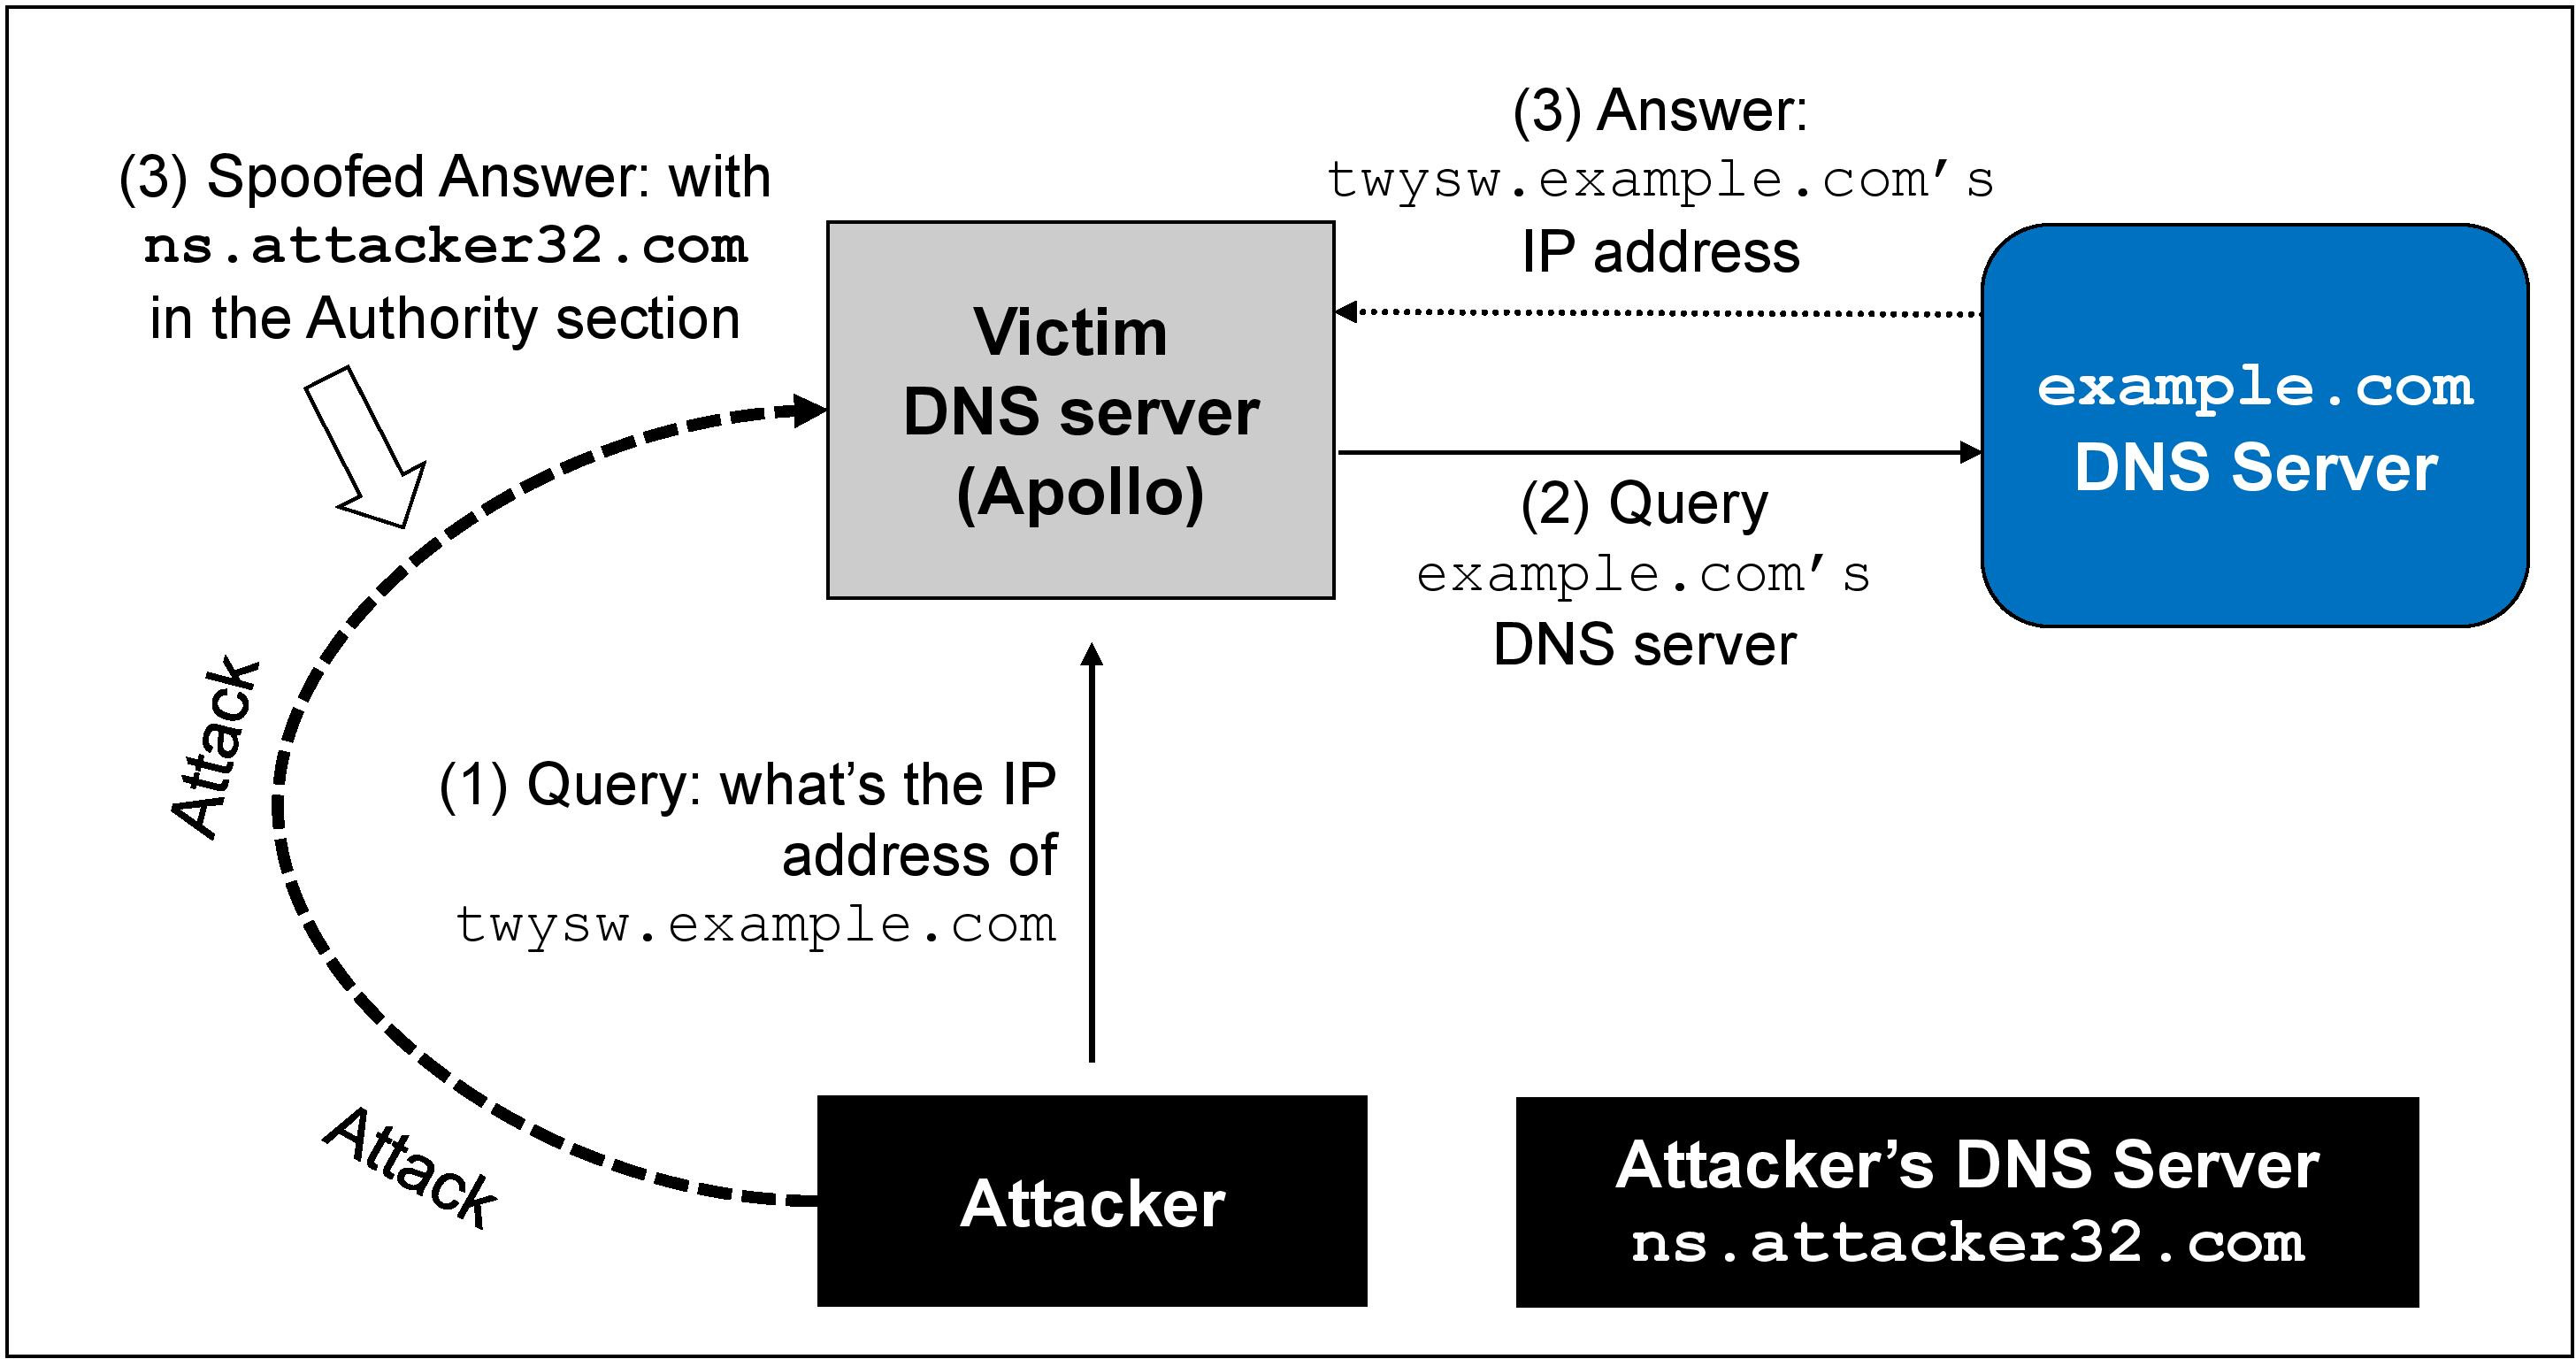 (3) Spoofed Answer: with
ns.attacker32.com
in the Authority section
(3) Answer:
twysw.example.com’s
IP address
Victim
DNS server
(Apollo)
example.com
DNS Server
(2) Query
example.com’s
DNS server
Attack
(1) Query: what’s the IP
address of
twysw.example.com
Attack
Attacker
Attacker’s DNS Server
ns.attacker32.com